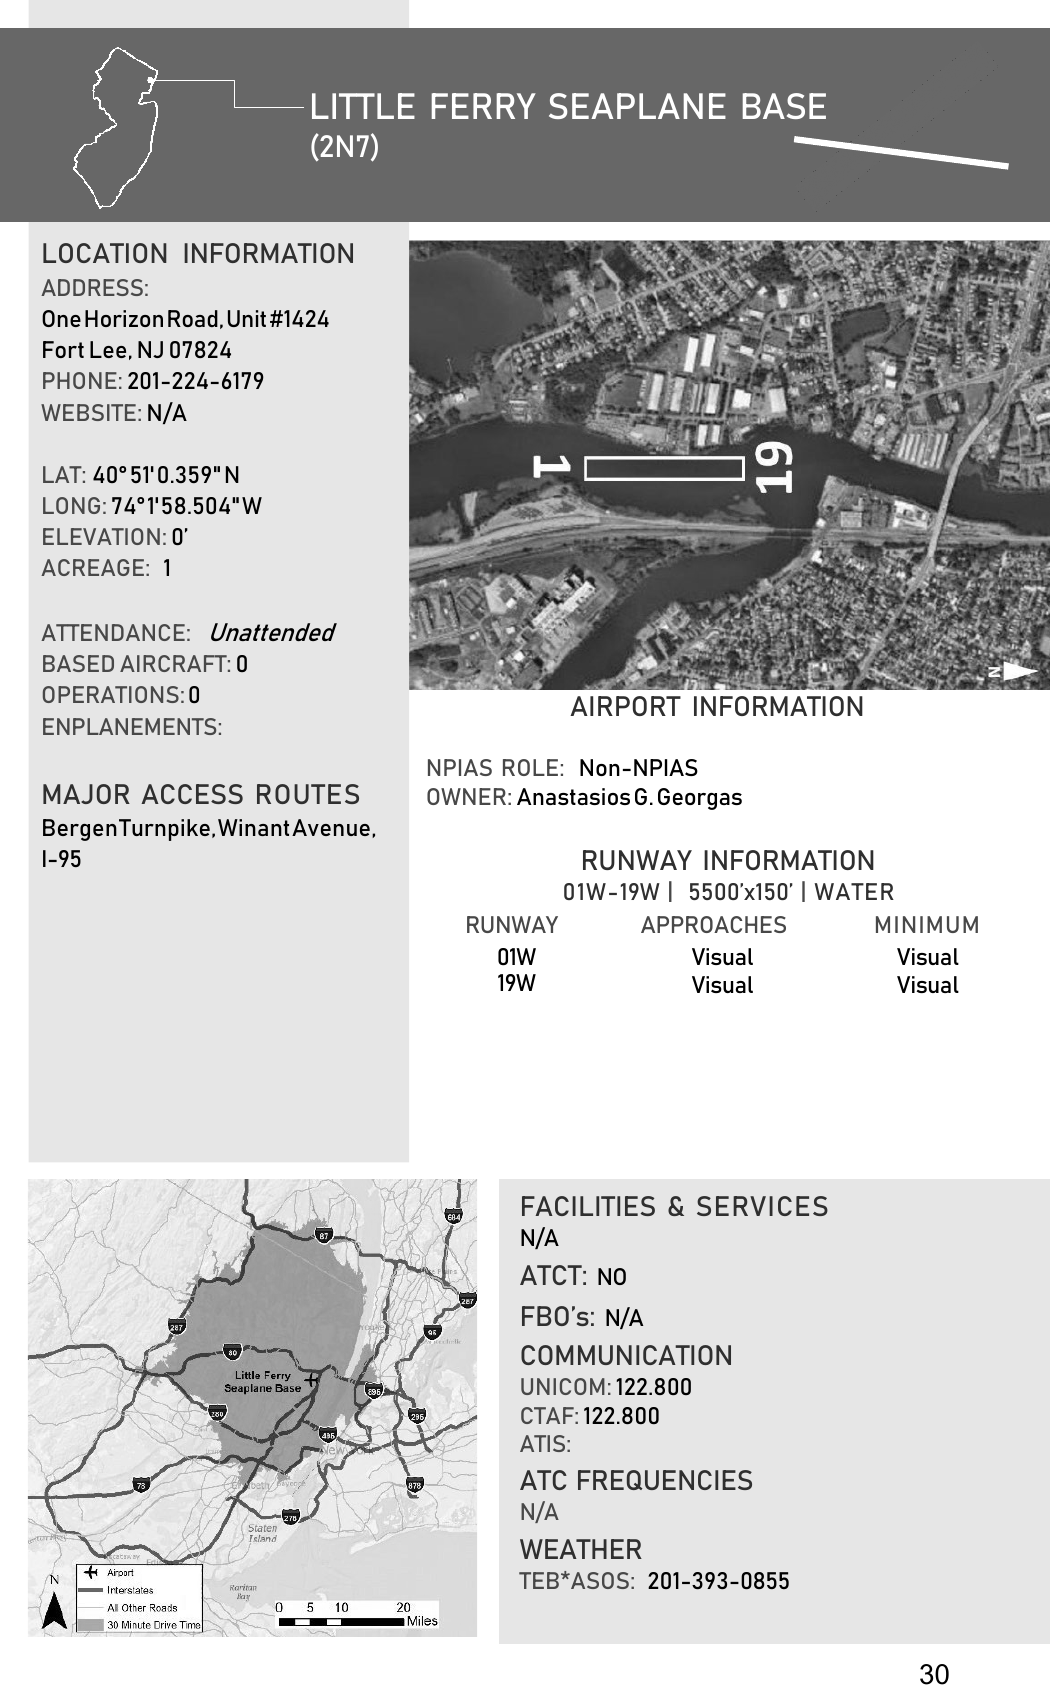 LITTLE FERRY SEAPLANE BASE
(2N7)
LOCATION INFORMATION
ADDRESS:
One Horizon Road, Unit #1424
Fort Lee, NJ 07824
PHONE: 201-224-6179
WEBSITE: N/A
LAT: 40°51'0.359" N
LONG: 74°1'58.504" W
ELEVATION: 0’
ACREAGE: 1
ATTENDANCE: Unattended
BASED AIRCRAFT: 0
OPERATIONS: 0
ENPLANEMENTS:
MAJOR ACCESS ROUTES
Bergen Turnpike, Winant Avenue,
I-95
1
19
N
AIRPORT INFORMATION
NPIAS ROLE: Non-NPIAS
OWNER: Anastasios G. Georgas
RUNWAY INFORMATION
01W-19W | 5500’x150’ | WATER
RUNWAY APPROACHES MINIMUM
01W Visual Visual
19W Visual Visual
684
87
287
287
95
80
Little Ferry
Seaplane Base
895
280
295
495
78
878
278
Staten
Island
Raritan
Bay
N
Airport
Interstates
All Other Roads
30 Minute Drive Time
0 5 10 20
Miles
FACILITIES & SERVICES
N/A
ATCT: NO
FBO’s: N/A
COMMUNICATION
UNICOM: 122.800
CTAF: 122.800
ATIS:
ATC FREQUENCIES
N/A
WEATHER
TEB*ASOS: 201-393-0855
30